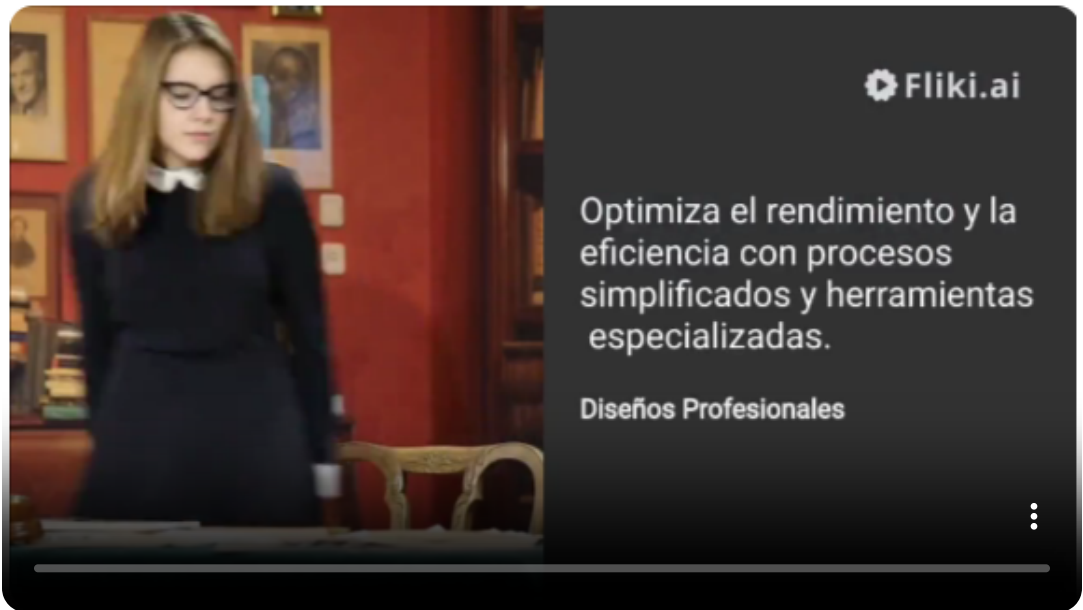 Fliki.ai
Optimiza el rendimiento y la
eficiencia con procesos
simplificados y herramientas
especializadas.
Diseños Profesionales